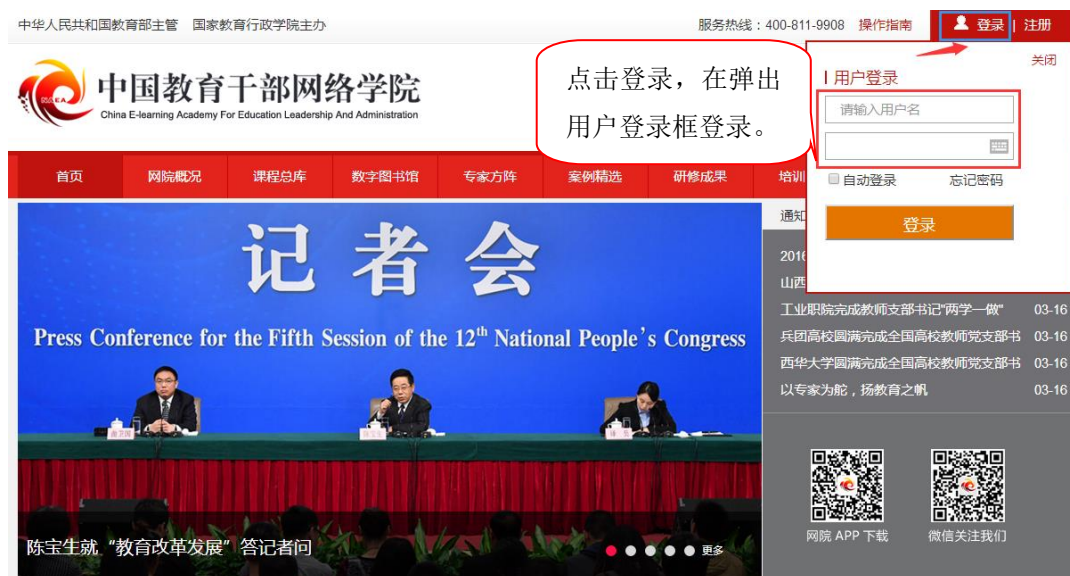 中华人民共和国教育部主管 国家教育行政学院主办
服务热线：400-811-9908 操作指南 登录 | 注册
关闭
NAEA
中国教育干部网络学院
China E-learning Academy For Education Leadership And Administration
点击登录，在弹出
用户登录框登录。
用户登录
请输入用户名
自动登录 忘记密码
登录
首页 网院概况 课程总库 数字图书馆 专家方阵 案例精选 研修成果 培训
通知
记者会
Press Conference for the Fifth Session of the 12th National People's Congress
陈宝生就“教育改革发展”答记者问
更多
2016
山西
工业职院完成教师支部书记"两学一做" 03-16
兵团高校圆满完成全国高校教师党支部书 03-16
西华大学圆满完成全国高校教师党支部书 03-16
以专家为舵，扬教育之帆 03-16
网院 APP 下载 微信关注我们